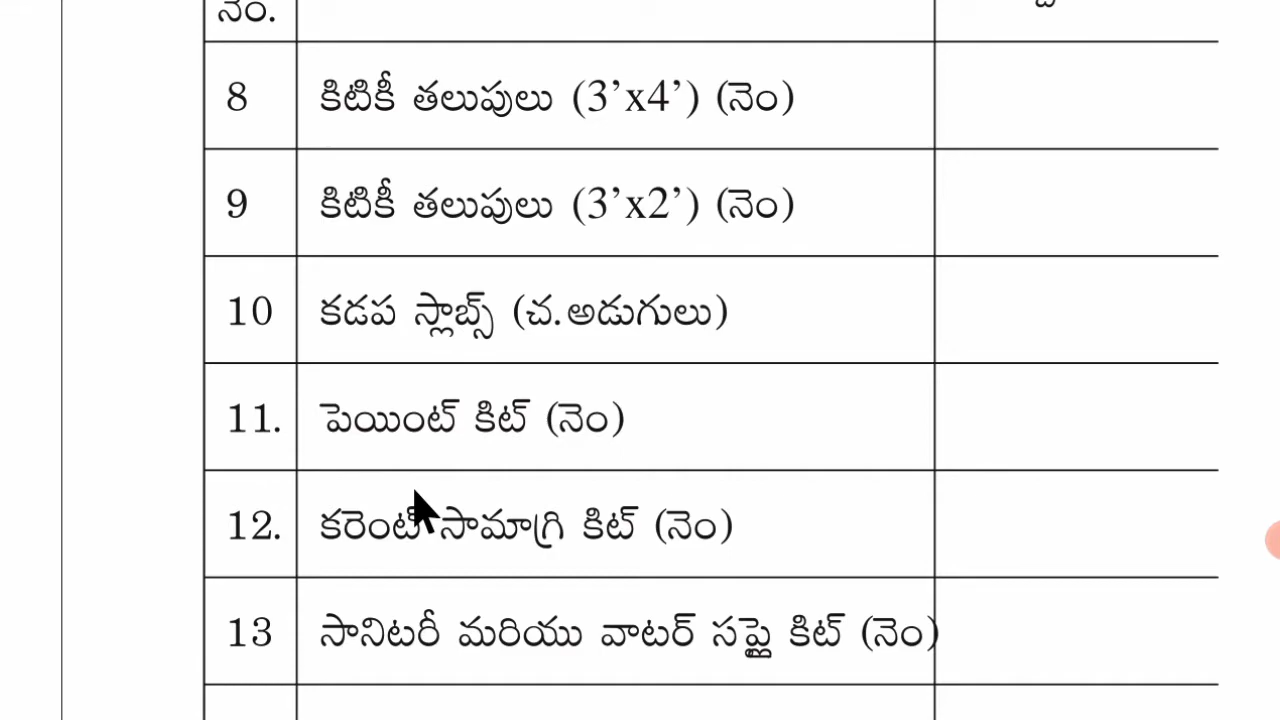 నెం.
8 కిటికీ తలుపులు (3’x4’) (నెం)
9 కిటికీ తలుపులు (3’x2’) (నెం)
10 కడప స్లాబ్స్ (చ.అడుగులు)
11. పెయింట్ కిట్ (నెం)
12. కరెంట్ సామాగ్రి కిట్ (నెం)
13 సానిటరీ మరియు వాటర్ సప్లై కిట్ (నెం)